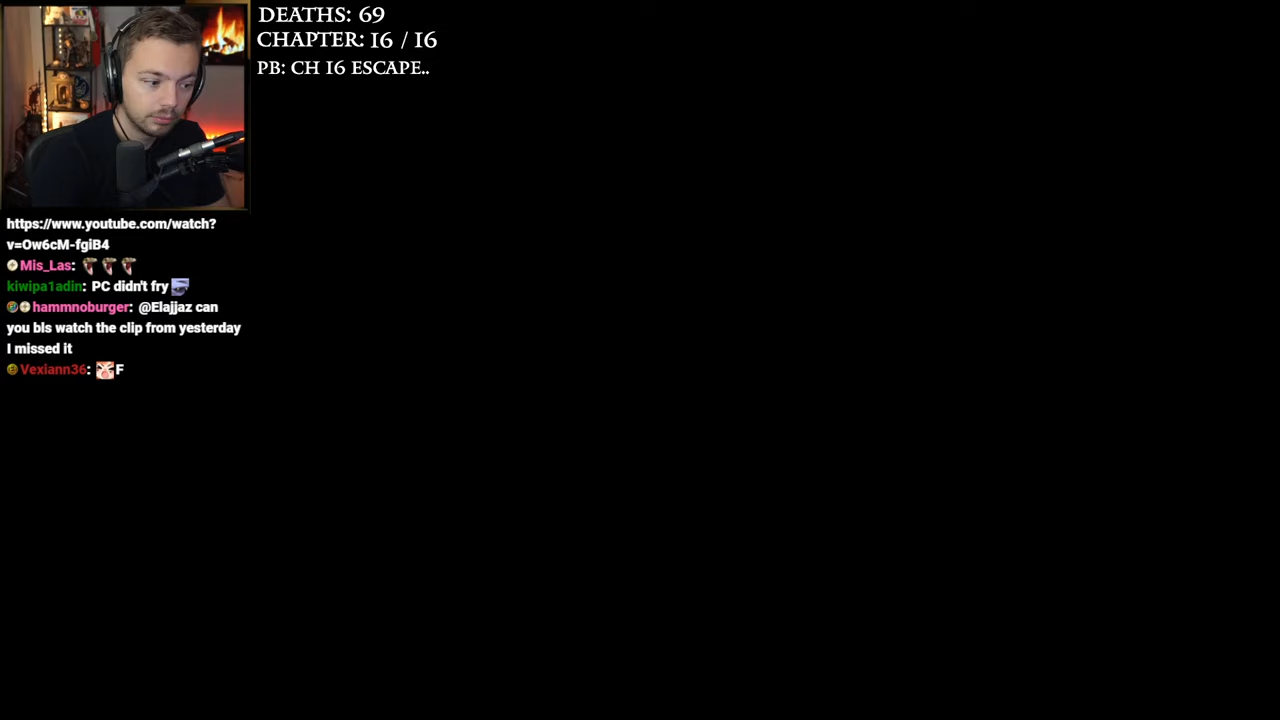 DEATHS: 69
CHAPTER: 16 / 16
PB: CH 16 ESCAPE..
https://www.youtube.com/watch?
v=Ow6cM-fgiB4
Mis_Las:
kiwipa1adin: PC didn't fry
hammnoburger: @Elajjaz can
you bls watch the clip from yesterday
I missed it
Vexiann36: F